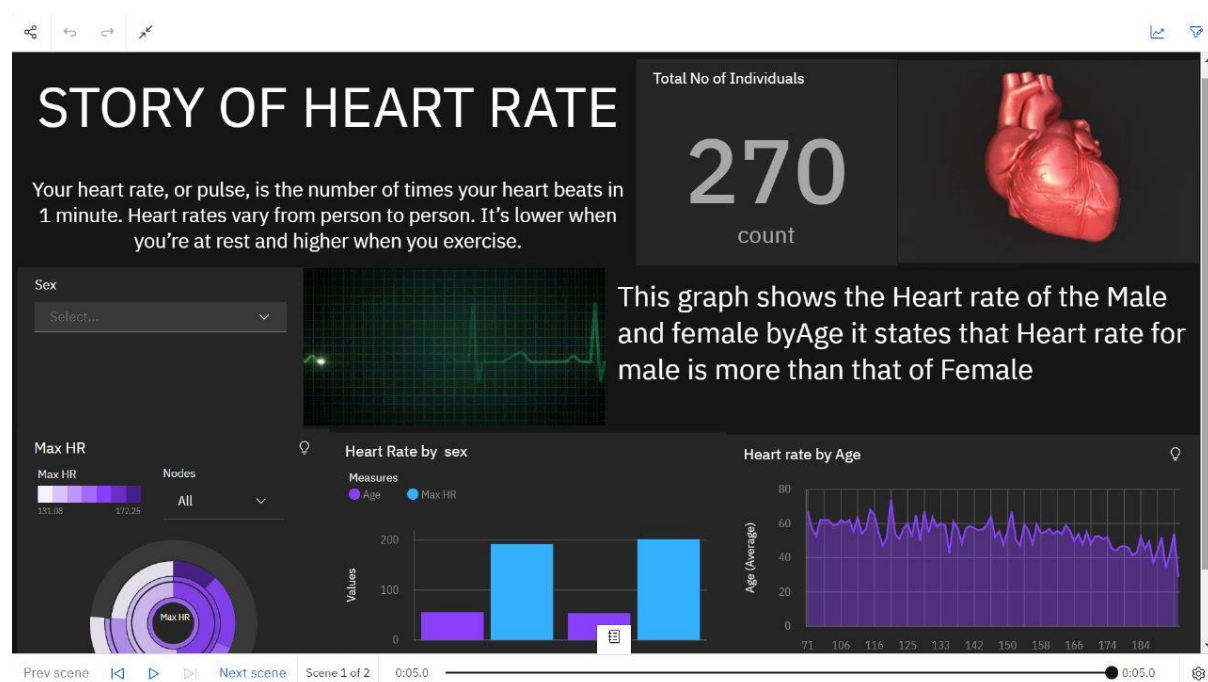 STORY OF HEART RATE
Your heart rate, or pulse, is the number of times your heart beats in
1 minute. Heart rates vary from person to person. It's lower when
you're at rest and higher when you exercise.
Total No of Individuals
270
count
Sex
Select...
This graph shows the Heart rate of the Male
and female byAge it states that Heart rate for
male is more than that of Female
Max HR
Max HR
131.08 172.25
Nodes
All
Max HR
Heart Rate by sex
Measures
Age Max HR
Values
200
100
0
Heart rate by Age
Age (Average)
80
60
40
20
0
71 106 116 125 133 142 150 158 166 174 184
Prev scene Next scene Scene 1 of 2 0:05.0 0:05.0